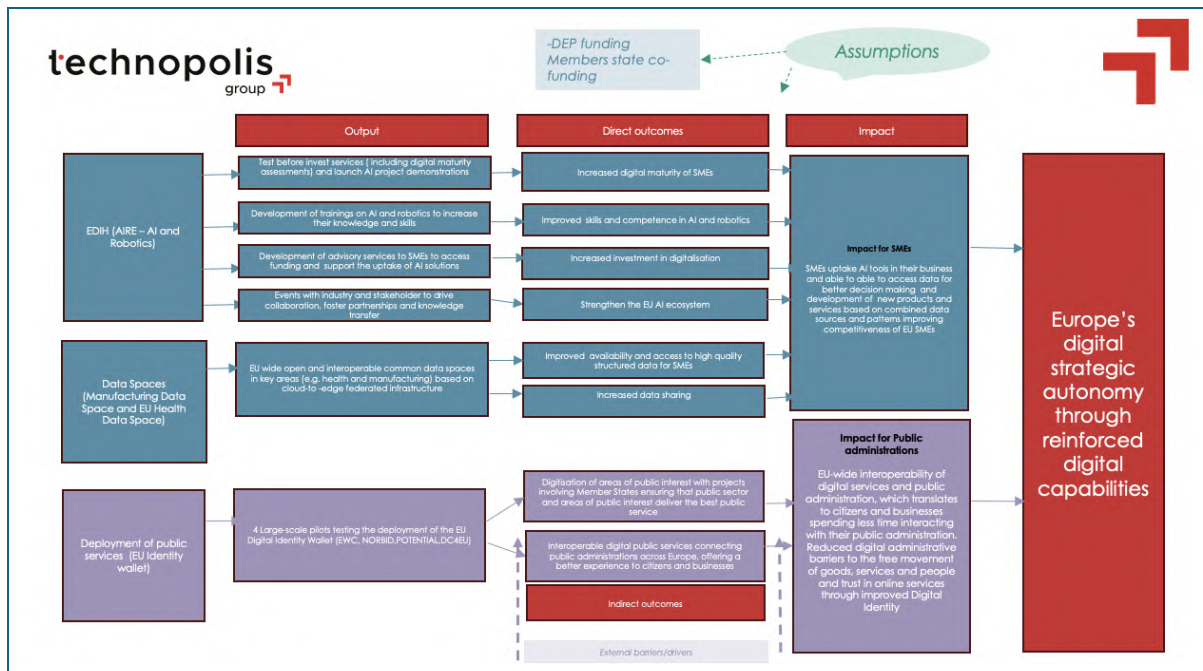 technopolis
group
-DEP funding
Members state co-
funding
Assumptions
Output
Direct outcomes
Impact
EDIH (AIRE – AI and
Robotics)
Test before invest services ( including digital maturity
assessments) and launch AI project demonstrations
Increased digital maturity of SMEs
Development of trainings on AI and robotics to increase
their knowledge and skills
Improved  skills and competence in AI and robotics
Development of advisory services to SMEs to access
funding and  support the uptake of AI solutions
Increased investment in digitalisation
Events with industry and stakeholder to drive
collaboration, foster partnerships and knowledge
transfer
Strengthen the EU AI ecosystem
Impact for SMEs
SMEs uptake AI tools in their business
and able to able to access data for
better decision making  and
development of  new products and
services based on combined data
sources and patterns improving
competitiveness of EU SMEs
Data Spaces
(Manufacturing Data
Space and EU Health
Data Space)
EU wide open and interoperable common data spaces
in key areas (e.g. health and manufacturing) based on
cloud-to -edge federated infrastructure
Improved  availability and access to high quality
structured data for SMEs
Increased data sharing
Deployment of public
services  (EU Identity
wallet)
4 Large-scale pilots testing the deployment of the EU
Digital Identity Wallet (EWC, NORBID,POTENTIAL,DC4EU)
Digitisation of areas of public interest with projects
involving Member States ensuring that public sector
and areas of public interest deliver the best public
service
Interoperable digital public services connecting
public administrations across Europe, offering a
better experience to citizens and businesses
Indirect outcomes
External barriers/drivers
Impact for Public
administrations
EU-wide interoperability of
digital services and public
administration, which translates
to citizens and businesses
spending less time interacting
with their public administration.
Reduced digital administrative
barriers to the free movement
of goods, services and people
and trust in online services
through improved Digital
Identity
Europe's
digital
strategic
autonomy
through
reinforced
digital
capabilities